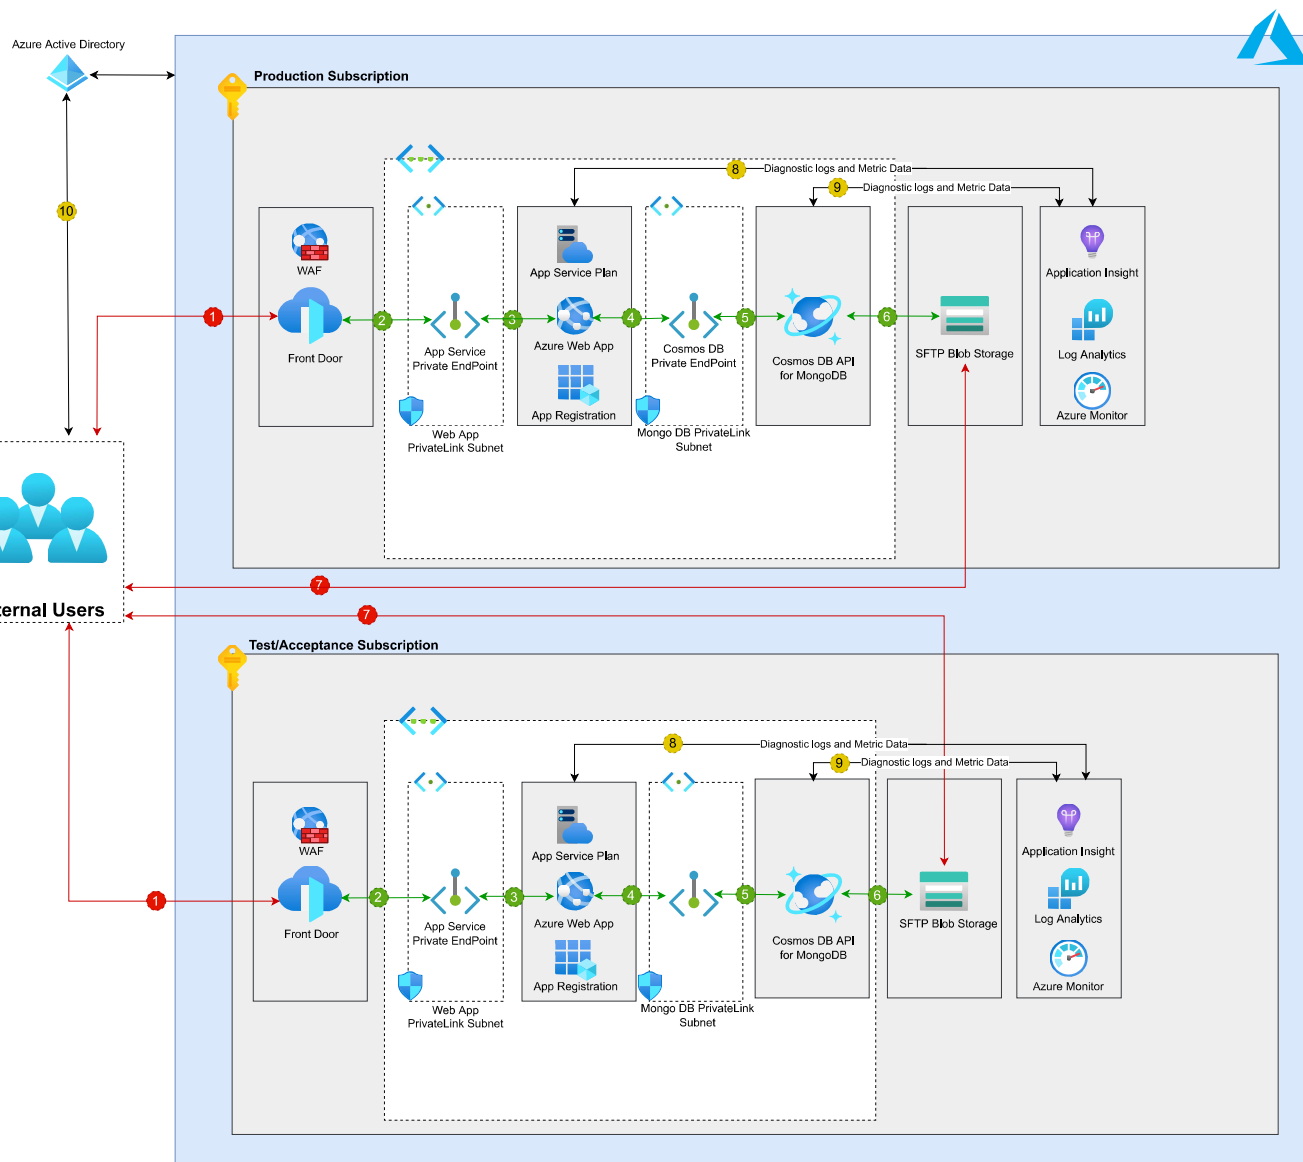 Azure Active Directory
Production Subscription
10
8
Diagnostic logs and Metric Data
9
Diagnostic logs and Metric Data
WAF
App Service Plan
Application Insight
1
2
3
4
5
6
Front Door
App Service
Private EndPoint
Azure Web App
Cosmos DB
Private EndPoint
Cosmos DB API
for MongoDB
SFTP Blob Storage
Log Analytics
App Registration
Azure Monitor
Web App
PrivateLink Subnet
Mongo DB PrivateLink
Subnet
7
ternal Users
7
Test/Acceptance Subscription
8
Diagnostic logs and Metric Data
9
Diagnostic logs and Metric Data
WAF
App Service Plan
Application Insight
1
2
3
4
5
6
Front Door
App Service
Private EndPoint
Azure Web App
Cosmos DB API
for MongoDB
SFTP Blob Storage
Log Analytics
App Registration
Azure Monitor
Web App
PrivateLink Subnet
Mongo DB PrivateLink
Subnet